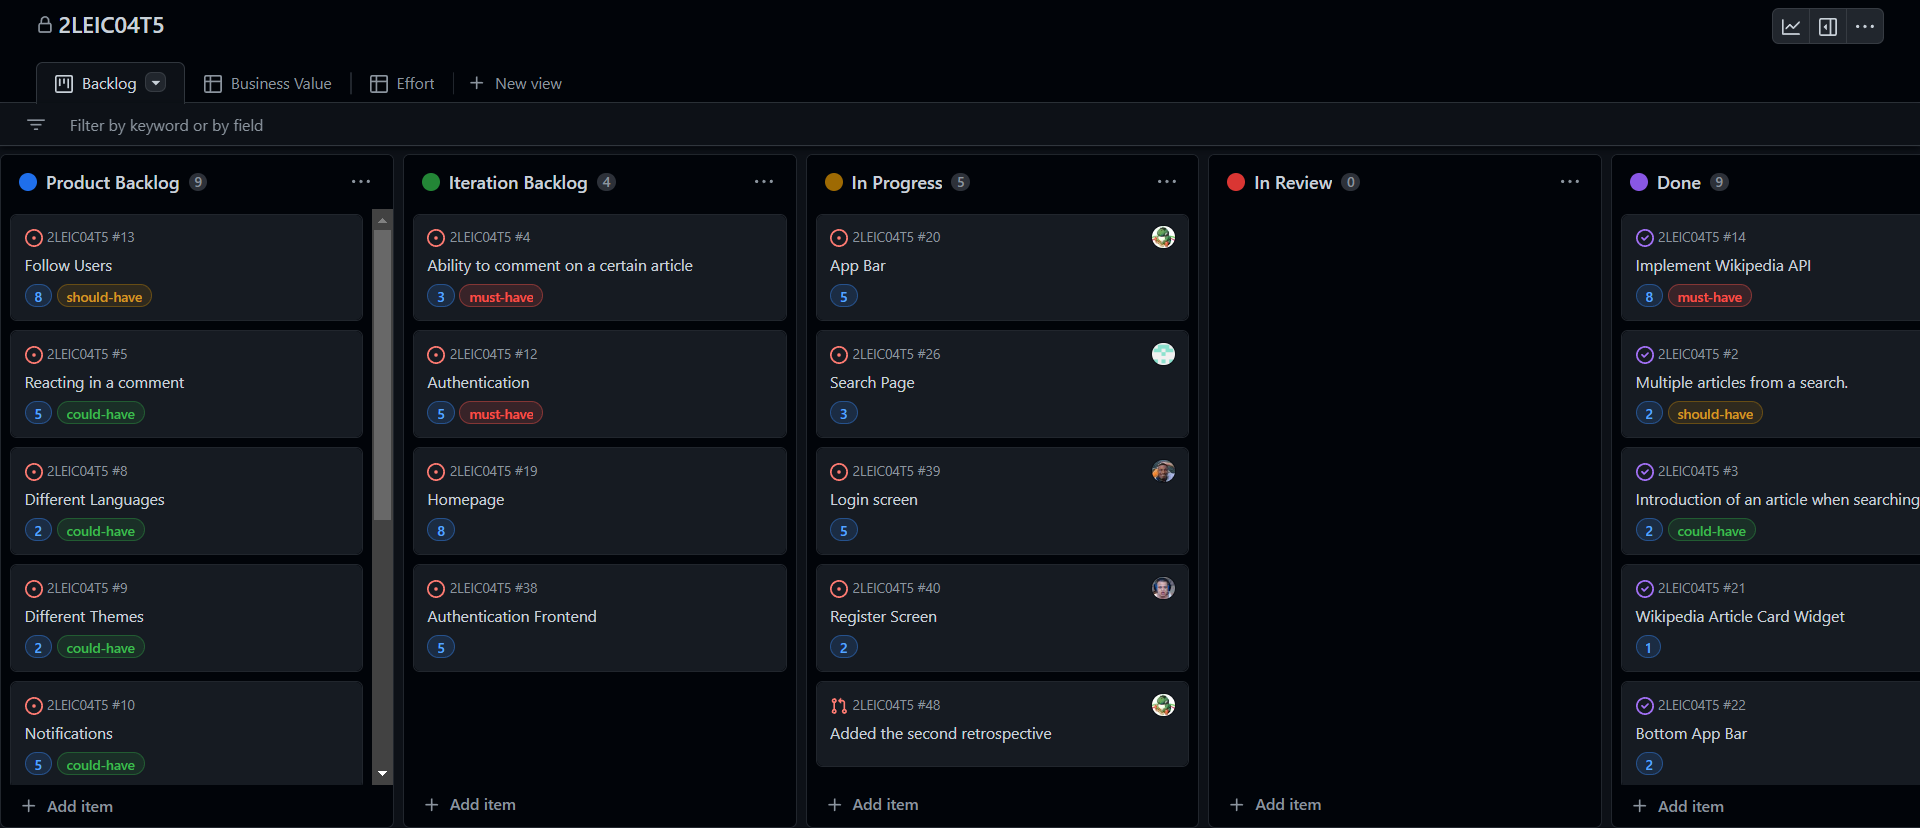 2LEIC04T5
Backlog
Business Value
Effort
New view
Filter by keyword or by field
Product Backlog 9
2LEIC04T5 #13
Follow Users
8 should-have
2LEIC04T5 #5
Reacting in a comment
5 could-have
2LEIC04T5 #8
Different Languages
2 could-have
2LEIC04T5 #9
Different Themes
2 could-have
2LEIC04T5 #10
Notifications
5 could-have
Add item
Iteration Backlog 4
2LEIC04T5 #4
Ability to comment on a certain article
3 must-have
2LEIC04T5 #12
Authentication
5 must-have
2LEIC04T5 #19
Homepage
8
2LEIC04T5 #38
Authentication Frontend
5
Add item
In Progress 5
2LEIC04T5 #20
App Bar
5
2LEIC04T5 #26
Search Page
3
2LEIC04T5 #39
Login screen
5
2LEIC04T5 #40
Register Screen
2
2LEIC04T5 #48
Added the second retrospective
Add item
In Review 0
Add item
Done 9
2LEIC04T5 #14
Implement Wikipedia API
8 must-have
2LEIC04T5 #2
Multiple articles from a search.
2 should-have
2LEIC04T5 #3
Introduction of an article when searching
2 could-have
2LEIC04T5 #21
Wikipedia Article Card Widget
1
2LEIC04T5 #22
Bottom App Bar
2
Add item